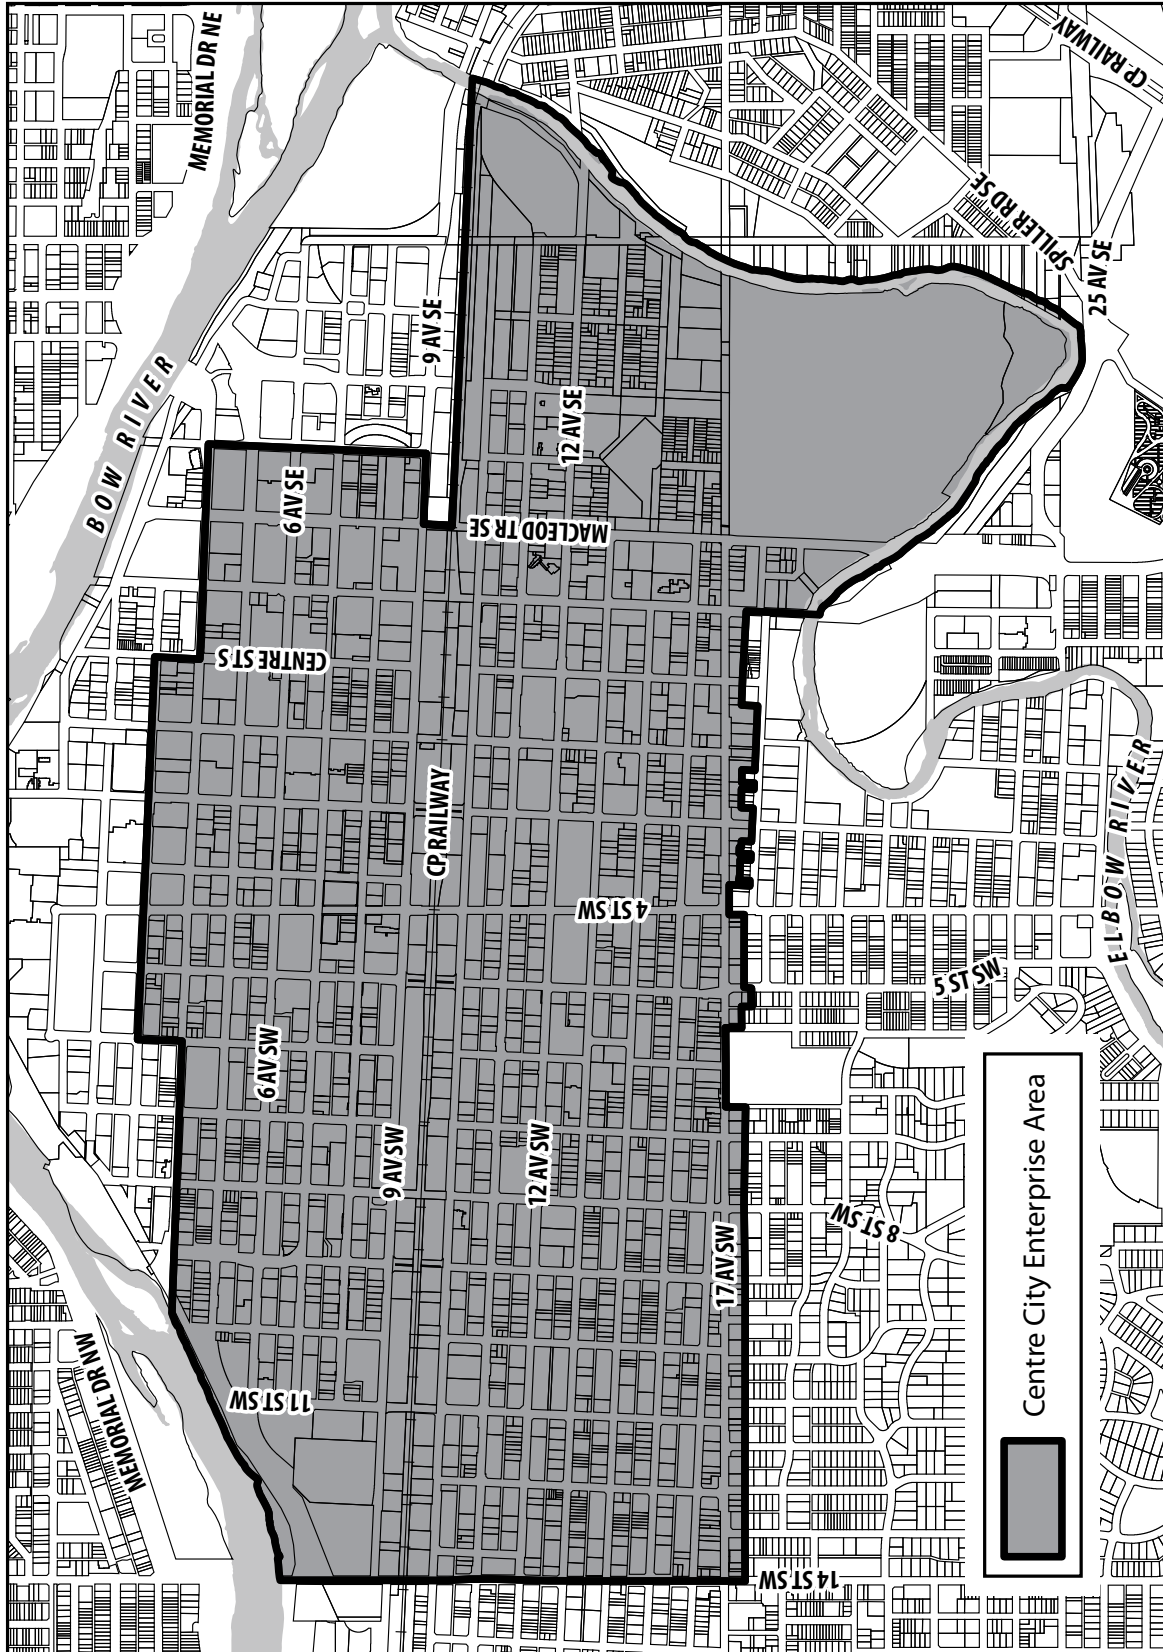 MEMORIAL DR NW
BOW RIVER
MEMORIAL DR NE
11 ST SW
6 AV SW
CENTRE ST S
6 AV SE
9 AV SW
CP RAILWAY
9 AV SE
MACLEOD TR SE
12 AV SW
4 ST SW
12 AV SE
17 AV SW
14 ST SW
8 ST SW
5 ST SW
ELBOW RIVER
SPILLER RD SE
25 AV SE
CP RAILWAY
Centre City Enterprise Area